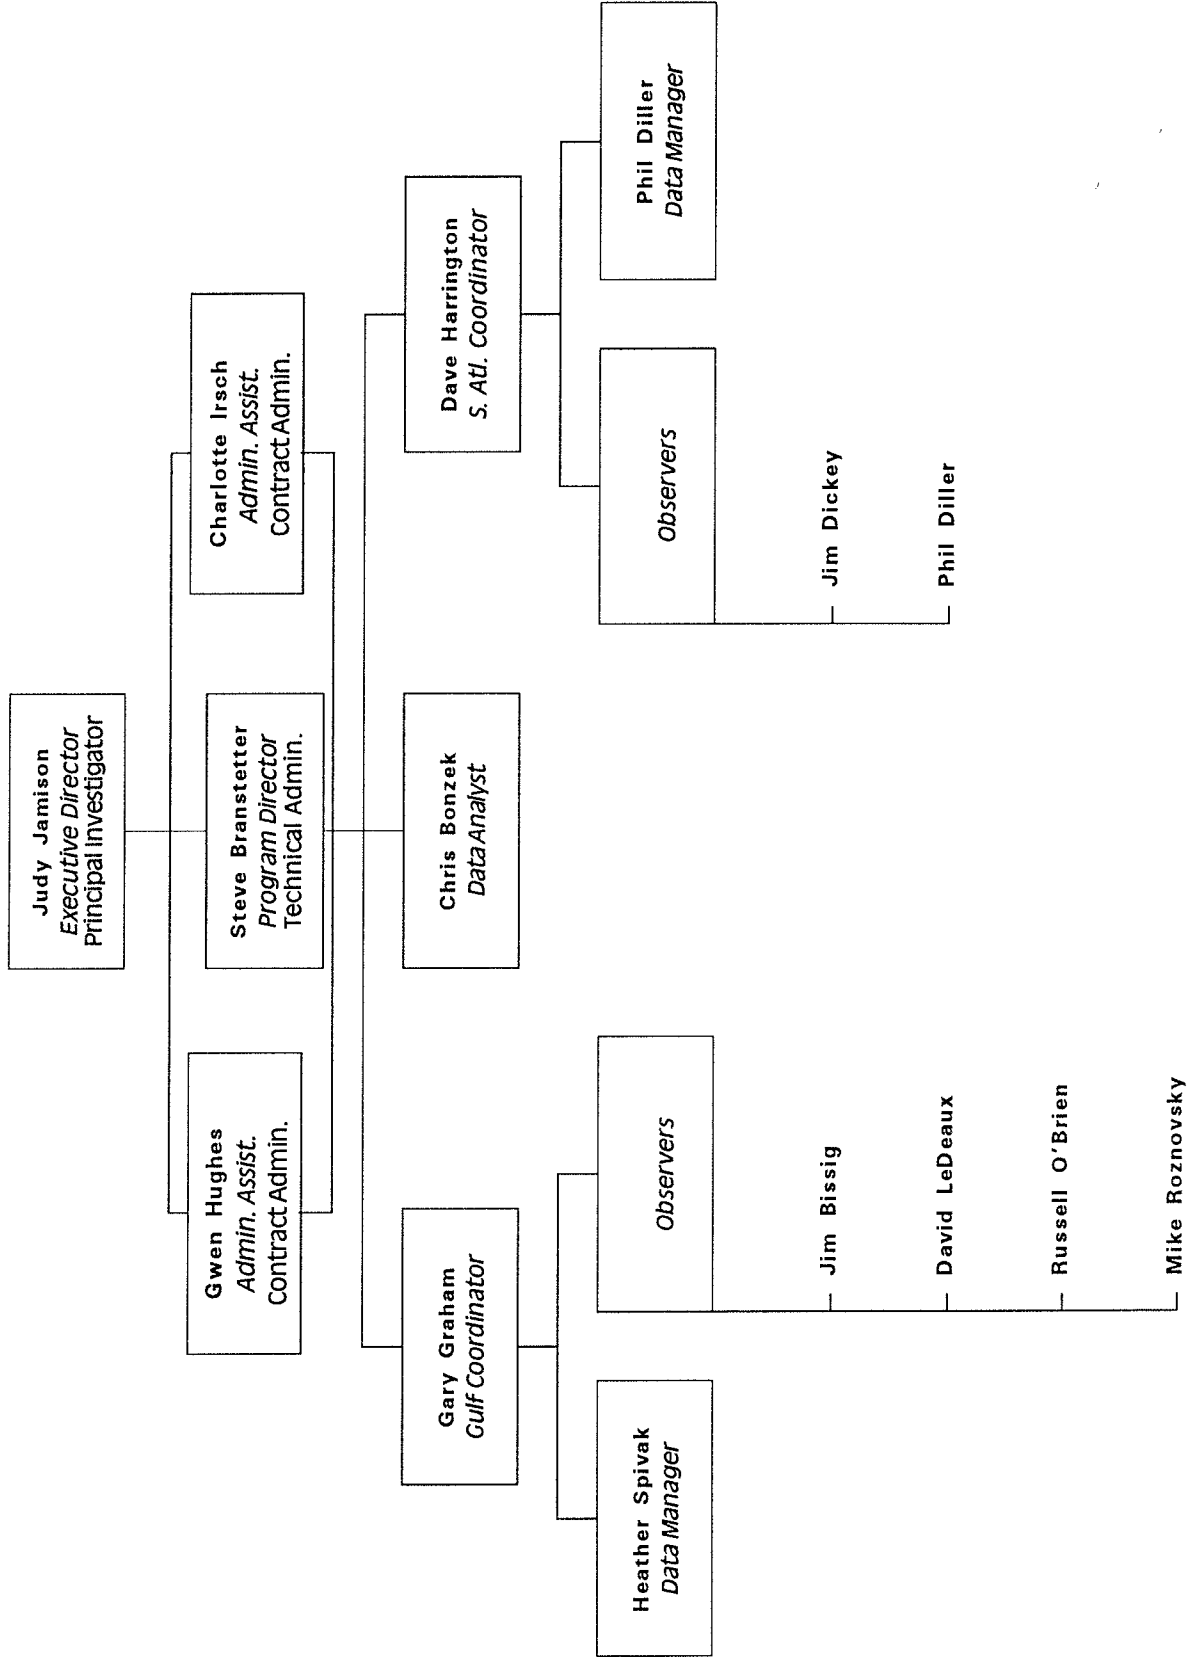 Judy Jamison
Executive Director
Principal Investigator
Gwen Hughes
Admin. Assist.
Contract Admin.
Steve Branstetter
Program Director
Technical Admin.
Charlotte Irsch
Admin. Assist.
Contract Admin.
Gary Graham
Gulf Coordinator
Chris Bonzek
Data Analyst
Dave Harrington
S. Atl. Coordinator
Heather Spivak
Data Manager
Observers
Jim Bissig
David LeDeaux
Russell O'Brien
Mike Roznovsky
Observers
Jim Dickey
Phil Diller
Phil Diller
Data Manager